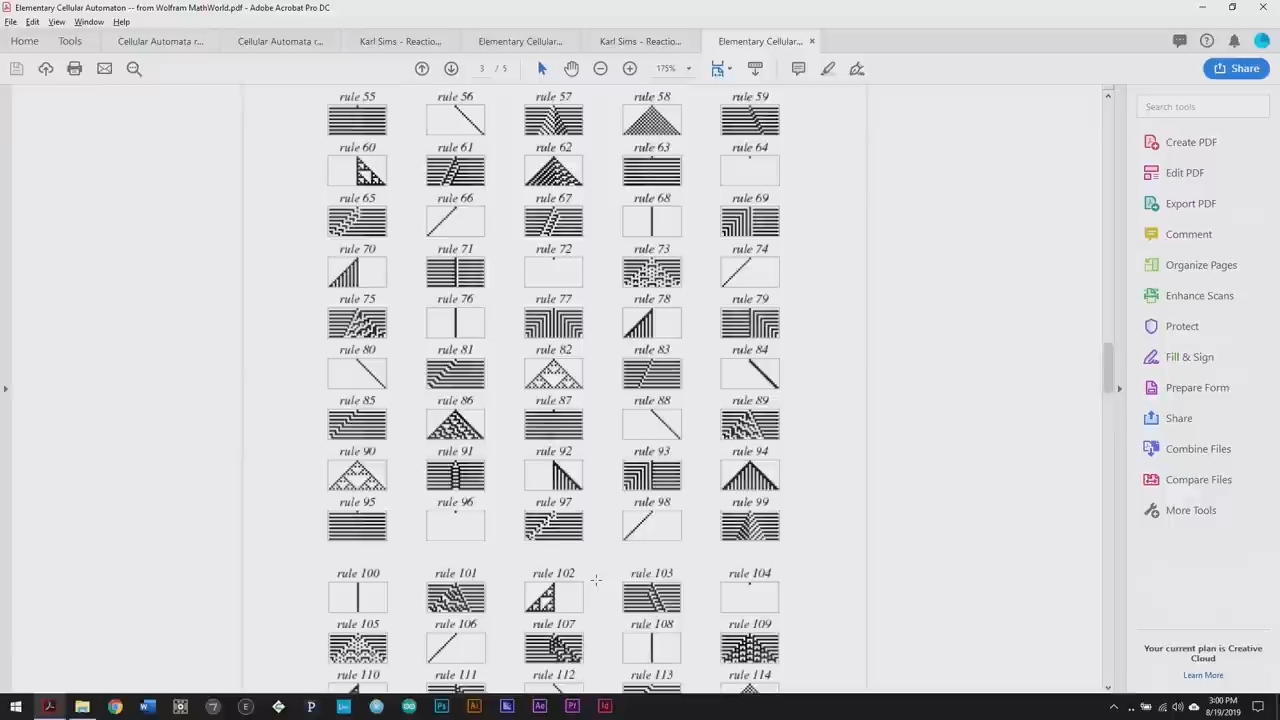 Elementary Cellular Automaton -- from Wolfram MathWorld.pdf - Adobe Acrobat Pro DC
File Edit View Window Help
Home Tools Cellular Automata r... Cellular Automata r... Karl Sims - Reactio... Elementary Cellular... Karl Sims - Reactio... Elementary Cellular... ×
3 / 5 175% Share
Search tools
Create PDF
Edit PDF
Export PDF
Comment
Organize Pages
Enhance Scans
Protect
Fill & Sign
Prepare Form
Share
Combine Files
Compare Files
More Tools
Your current plan is Creative
Cloud
Learn More
rule 55 rule 56 rule 57 rule 58 rule 59
rule 60 rule 61 rule 62 rule 63 rule 64
rule 65 rule 66 rule 67 rule 68 rule 69
rule 70 rule 71 rule 72 rule 73 rule 74
rule 75 rule 76 rule 77 rule 78 rule 79
rule 80 rule 81 rule 82 rule 83 rule 84
rule 85 rule 86 rule 87 rule 88 rule 89
rule 90 rule 91 rule 92 rule 93 rule 94
rule 95 rule 96 rule 97 rule 98 rule 99
rule 100 rule 101 rule 102 rule 103 rule 104
rule 105 rule 106 rule 107 rule 108 rule 109
rule 110 rule 111 rule 112 rule 113 rule 114
Ps Ai Ae Pr Id
3:00 PM
8/19/2019